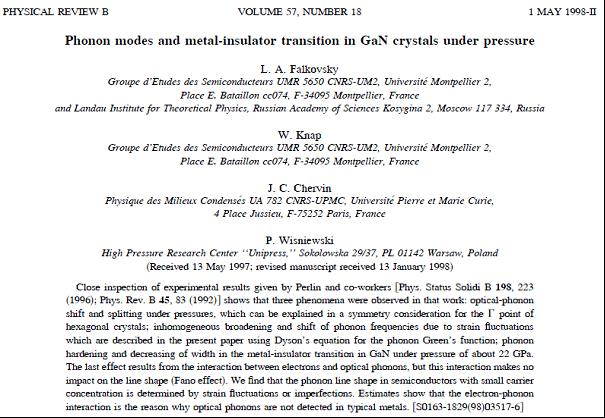 PHYSICAL REVIEW B VOLUME 57, NUMBER 18 1 MAY 1998-II
Phonon modes and metal-insulator transition in GaN crystals under pressure
L. A. Falkovsky
Groupe d'Etudes des Semiconducteurs UMR 5650 CNRS-UM2, Université Montpellier 2,
Place E. Bataillon cc074, F-34095 Montpellier, France
and Landau Institute for Theoretical Physics, Russian Academy of Sciences Kosygina 2, Moscow 117 334, Russia
W. Knap
Groupe d'Etudes des Semiconducteurs UMR 5650 CNRS-UM2, Université Montpellier 2,
Place E. Bataillon cc074, F-34095 Montpellier, France
J. C. Chervin
Physique des Milieux Condensés UA 782 CNRS-UPMC, Université Pierre et Marie Curie,
4 Place Jussieu, F-75252 Paris, France
P. Wisniewski
High Pressure Research Center ‘‘Unipress,’’ Sokolowska 29/37, PL 01142 Warsaw, Poland
(Received 13 May 1997; revised manuscript received 13 January 1998)
Close inspection of experimental results given by Perlin and co-workers [Phys. Status Solidi B 198, 223
(1996); Phys. Rev. B 45, 83 (1992)] shows that three phenomena were observed in that work: optical-phonon
shift and splitting under pressures, which can be explained in a symmetry consideration for the Γ point of
hexagonal crystals; inhomogeneous broadening and shift of phonon frequencies due to strain fluctuations
which are described in the present paper using Dyson's equation for the phonon Green's function; phonon
hardening and decreasing of width in the metal-insulator transition in GaN under pressure of about 22 GPa.
The last effect results from the interaction between electrons and optical phonons, but this interaction makes no
impact on the line shape (Fano effect). We find that the phonon line shape in semiconductors with small carrier
concentration is determined by strain fluctuations or imperfections. Estimates show that the electron-phonon
interaction is the reason why optical phonons are not detected in typical metals. [S0163-1829(98)03517-6]